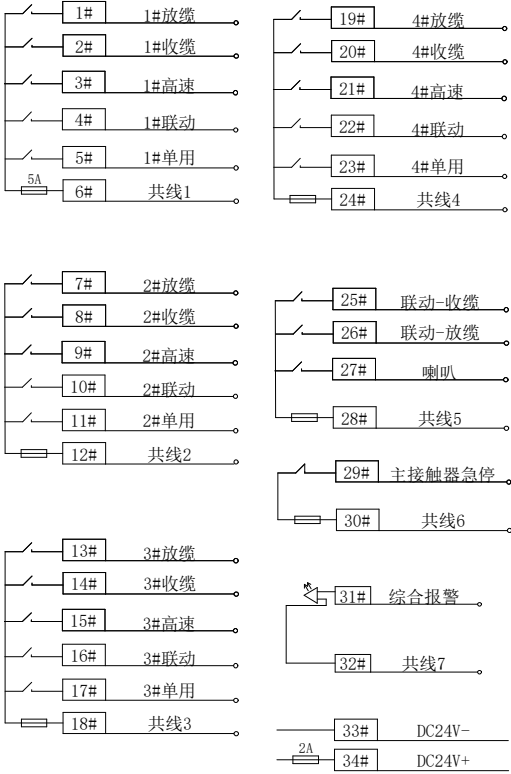 1# 1#放缆
2# 1#收缆
3# 1#高速
4# 1#联动
5# 1#单用
5A
6# 共线1
7# 2#放缆
8# 2#收缆
9# 2#高速
10# 2#联动
11# 2#单用
12# 共线2
13# 3#放缆
14# 3#收缆
15# 3#高速
16# 3#联动
17# 3#单用
18# 共线3
19# 4#放缆
20# 4#收缆
21# 4#高速
22# 4#联动
23# 4#单用
24# 共线4
25# 联动-收缆
26# 联动-放缆
27# 喇叭
28# 共线5
29# 主接触器急停
30# 共线6
31# 综合报警
32# 共线7
33# DC24V-
2A
34# DC24V+